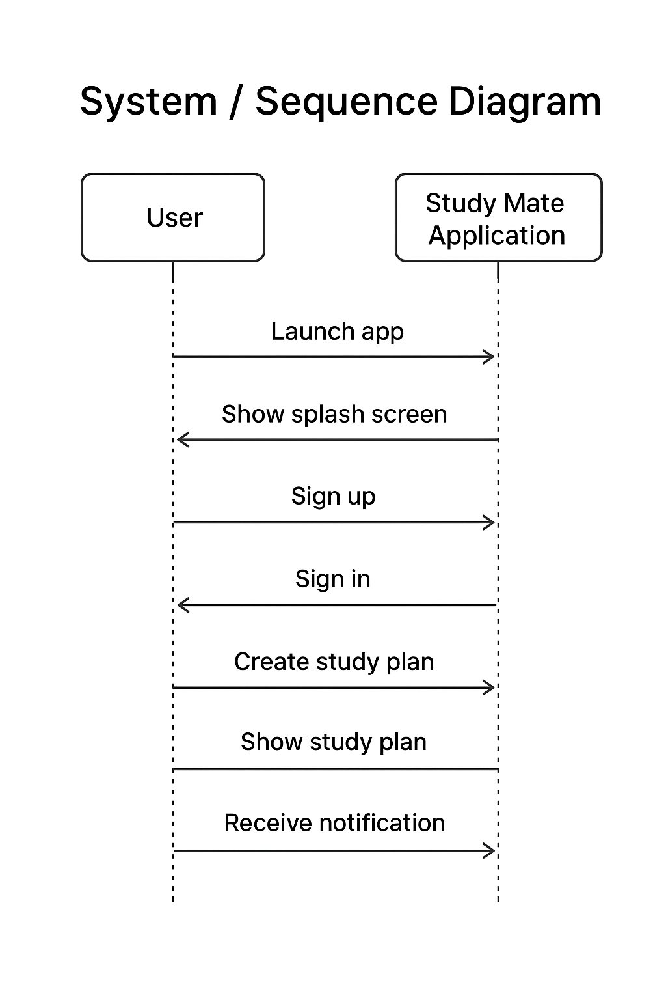 System / Sequence Diagram
User
Study Mate
Application
Launch app
Show splash screen
Sign up
Sign in
Create study plan
Show study plan
Receive notification